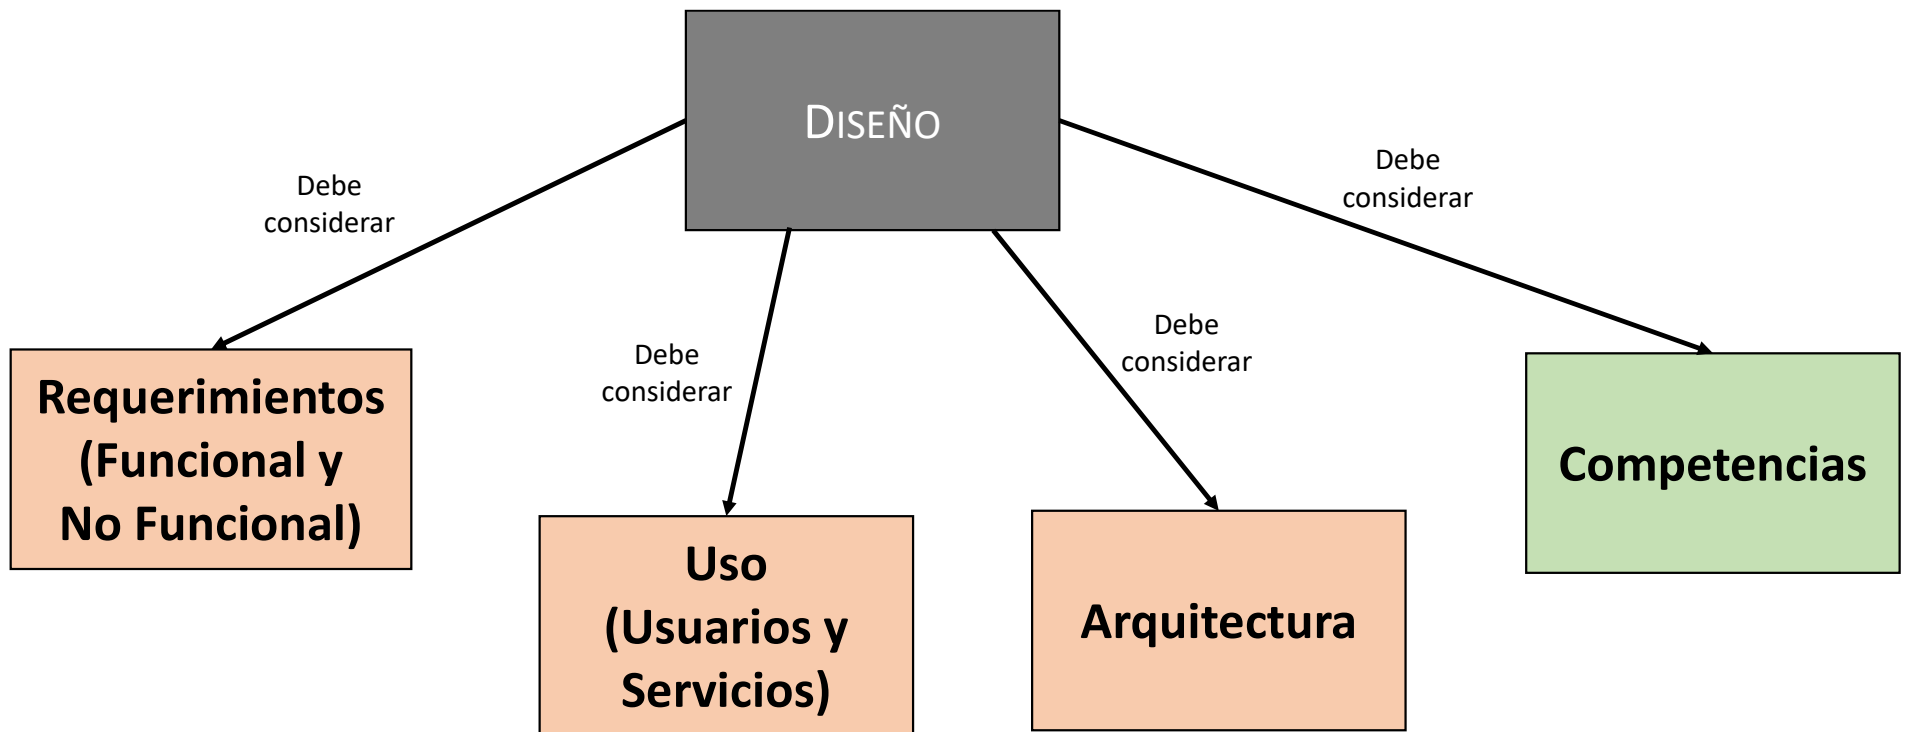 DISEÑO
Debe
considerar
Debe
considerar
Debe
considerar
Debe
considerar
Requerimientos
(Funcional y
No Funcional)
Uso
(Usuarios y
Servicios)
Arquitectura
Competencias